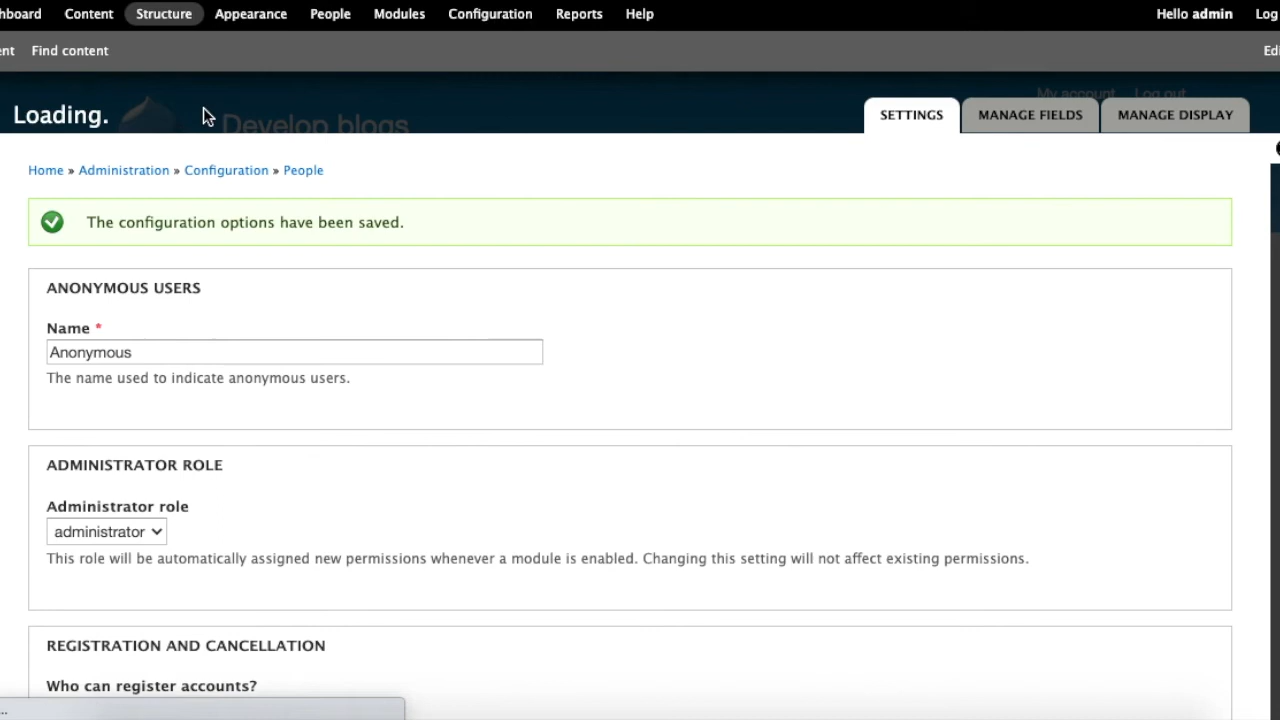 hboard Content Structure Appearance People Modules Configuration Reports Help Hello admin Log
ent Find content Edi
My account Log out
Loading. Develop blogs SETTINGS MANAGE FIELDS MANAGE DISPLAY
Home » Administration » Configuration » People
The configuration options have been saved.
ANONYMOUS USERS
Name *
Anonymous
The name used to indicate anonymous users.
ADMINISTRATOR ROLE
Administrator role
administrator
This role will be automatically assigned new permissions whenever a module is enabled. Changing this setting will not affect existing permissions.
REGISTRATION AND CANCELLATION
Who can register accounts?
...